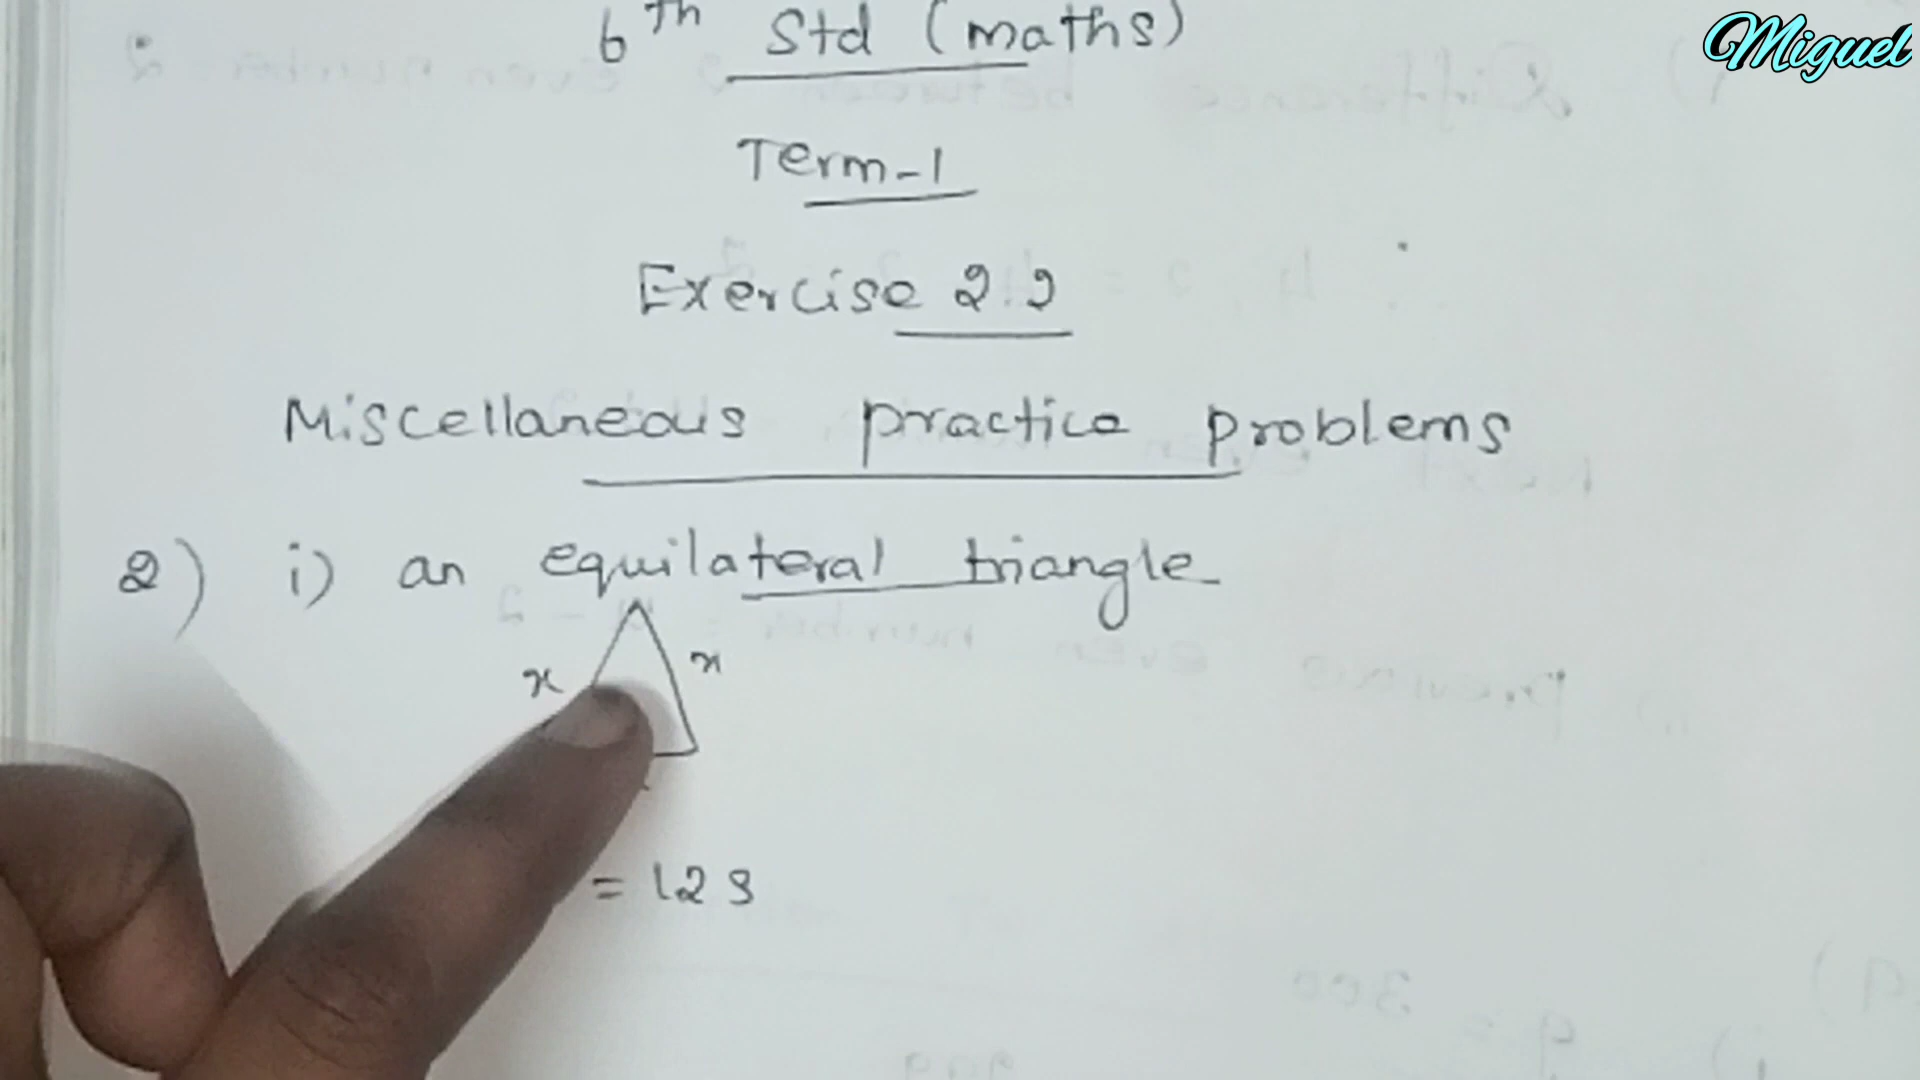 Miguel
6th Std (maths)
Term-1
Exercise 2.2
Miscellaneous practice problems
2) i) an equilateral triangle
x x
= 123